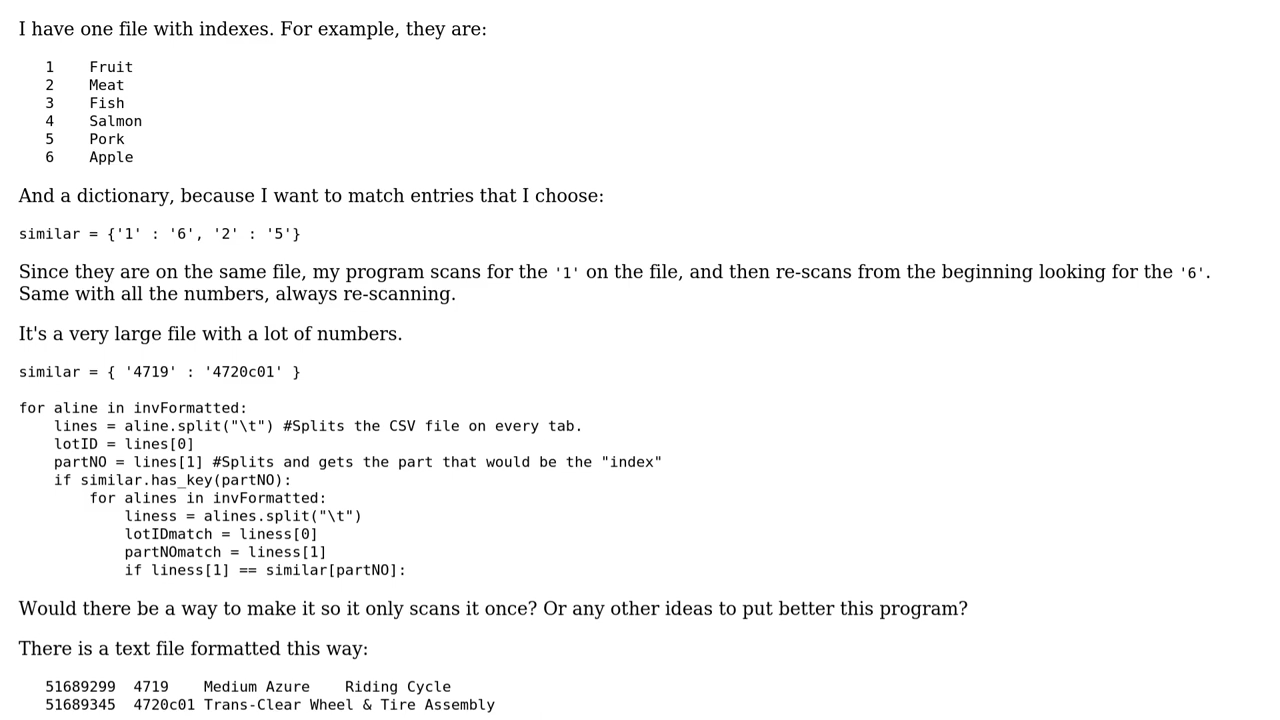 I have one file with indexes. For example, they are:
1    Fruit
2    Meat
3    Fish
4    Salmon
5    Pork
6    Apple
And a dictionary, because I want to match entries that I choose:
similar = {'1' : '6', '2' : '5'}
Since they are on the same file, my program scans for the '1' on the file, and then re-scans from the beginning looking for the '6'.
Same with all the numbers, always re-scanning.
It's a very large file with a lot of numbers.
similar = { '4719' : '4720c01' }
for aline in invFormatted:
    lines = aline.split("\t") #Splits the CSV file on every tab.
    lotID = lines[0]
    partNO = lines[1] #Splits and gets the part that would be the "index"
    if similar.has_key(partNO):
        for alines in invFormatted:
            liness = alines.split("\t")
            lotIDmatch = liness[0]
            partNOmatch = liness[1]
            if liness[1] == similar[partNO]:
Would there be a way to make it so it only scans it once? Or any other ideas to put better this program?
There is a text file formatted this way:
51689299  4719    Medium Azure    Riding Cycle
51689345  4720c01 Trans-Clear Wheel & Tire Assembly